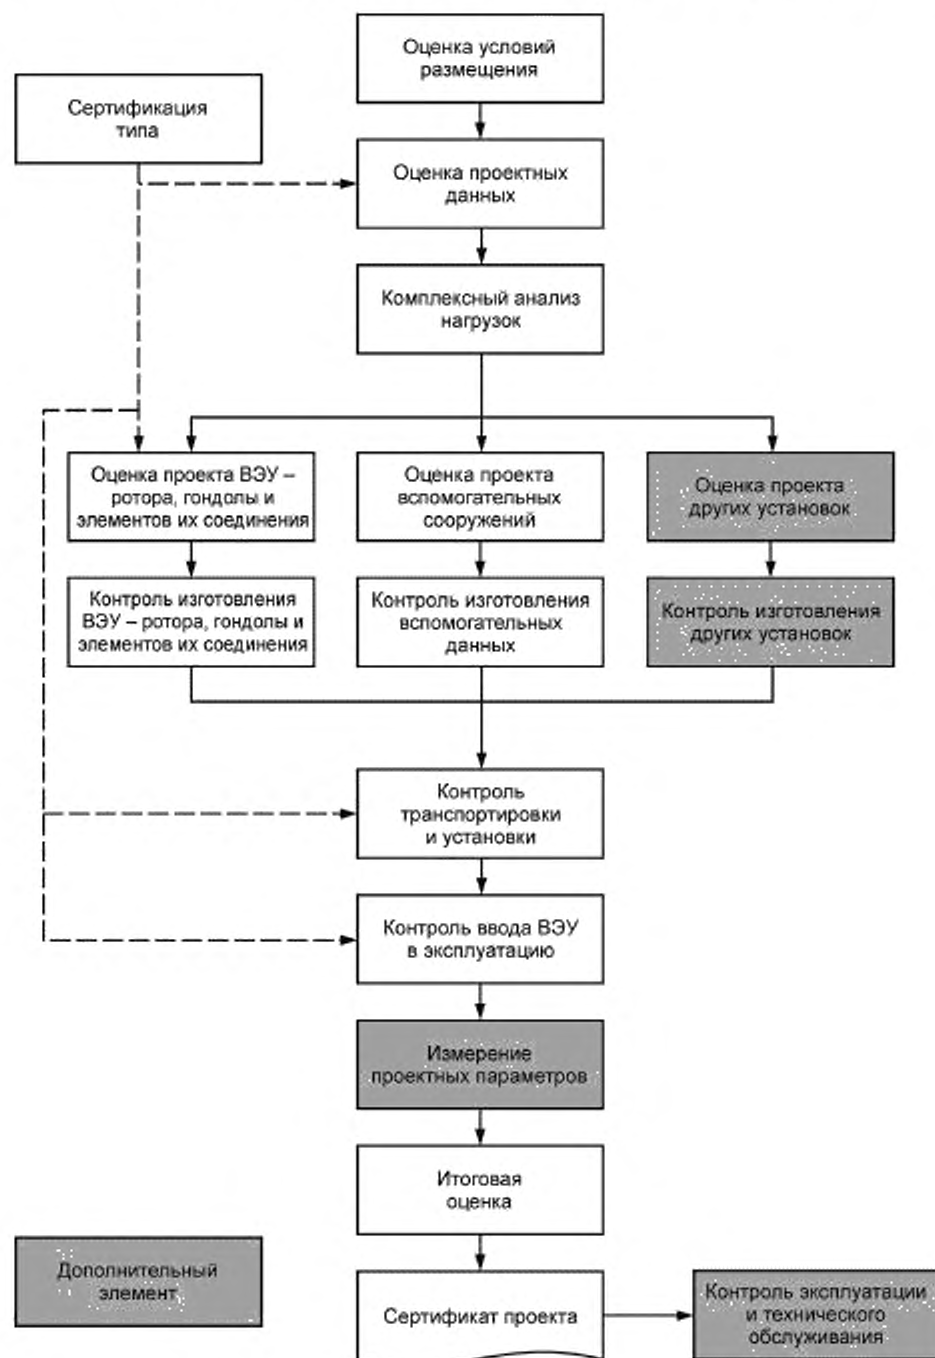 Оценка условий
размещения
Сертификация
типа
Оценка проектных
данных
Комплексный анализ
нагрузок
Оценка проекта ВЭУ –
ротора, гондолы и
элементов их соединения
Оценка проекта
вспомогательных
сооружений
Оценка проекта
других установок
Контроль изготовления
ВЭУ – ротора, гондолы и
элементов их соединения
Контроль изготовления
вспомогательных
данных
Контроль изготовления
других установок
Контроль
транспортировки
и установки
Контроль ввода ВЭУ
в эксплуатацию
Измерение
проектных параметров
Итоговая
оценка
Дополнительный
элемент
Сертификат проекта
Контроль эксплуатации
и технического
обслуживания